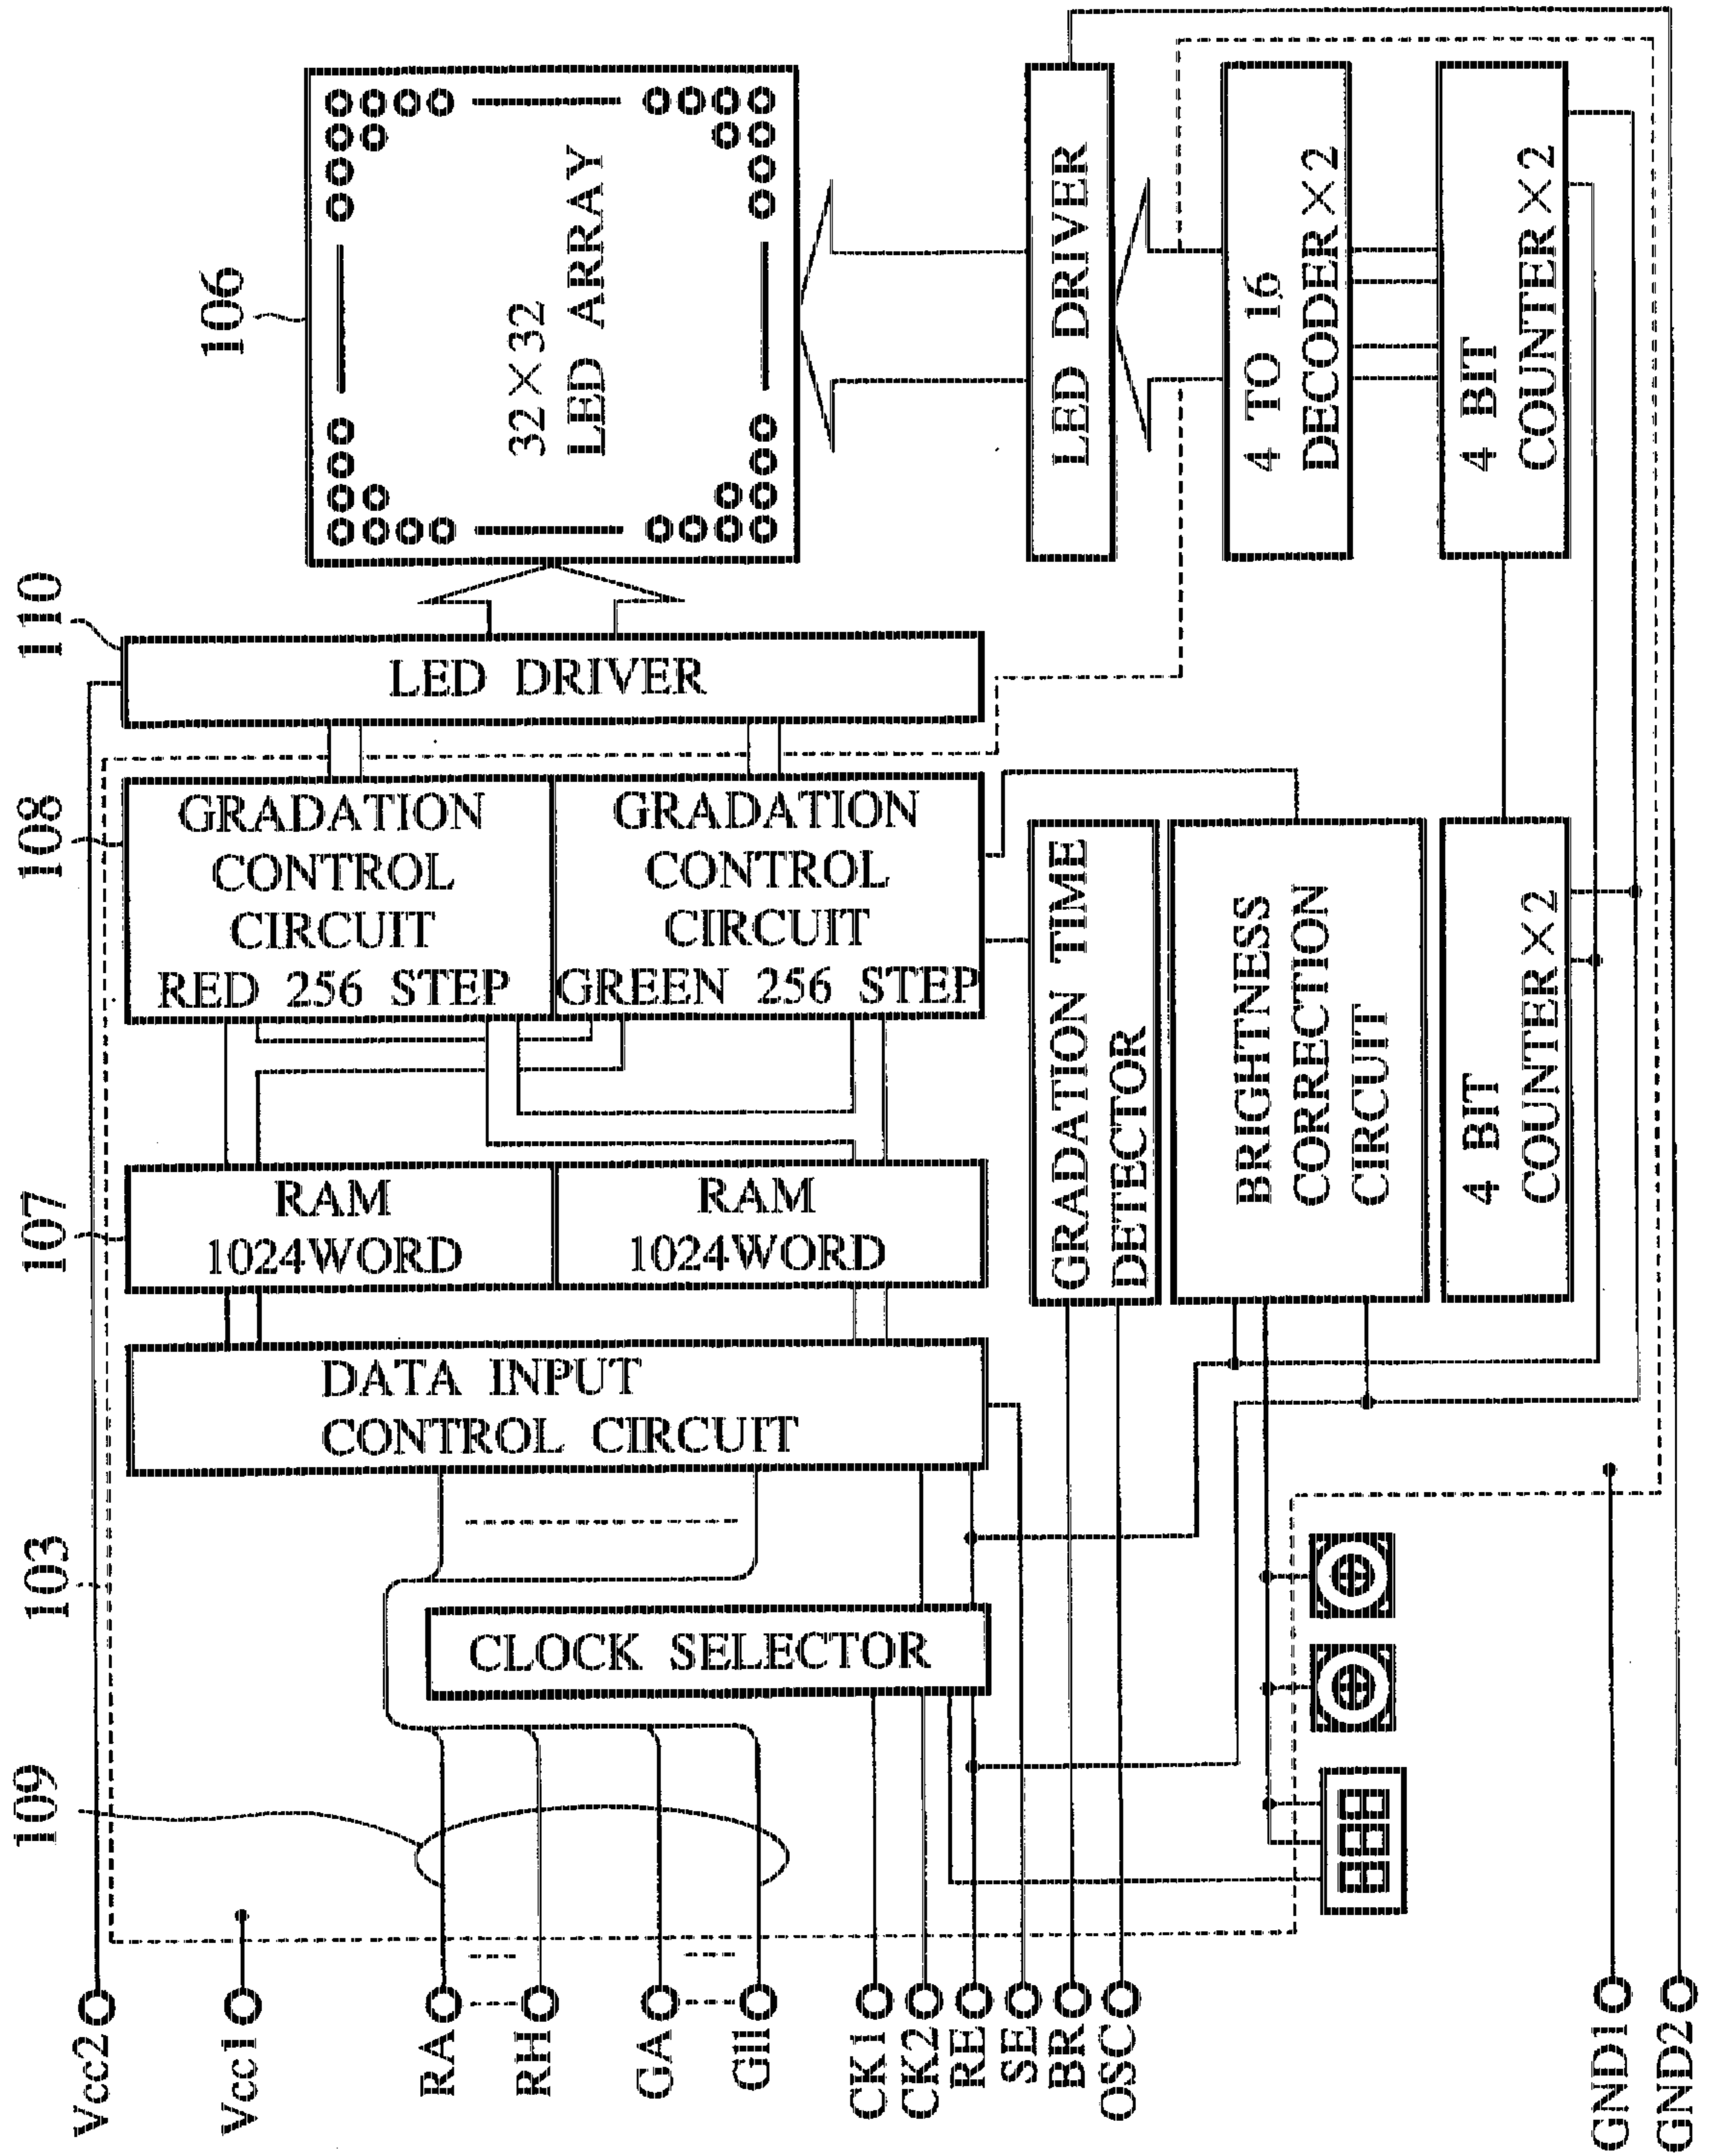 106
32×32
LED ARRAY
110
LED DRIVER
LED DRIVER
4 TO 16
DECODER×2
4 BIT
COUNTER×2
108
GRADATION
CONTROL
CIRCUIT
RED 256 STEP
GRADATION
CONTROL
CIRCUIT
GREEN 256 STEP
GRADATION TIME
DETECTOR
BRIGHTNESS
CORRECTION
CIRCUIT
4 BIT
COUNTER×2
107
RAM
1024WORD
RAM
1024WORD
DATA INPUT
CONTROL CIRCUIT
103
CLOCK SELECTOR
109
Vcc2
Vcc1
RA
RH
GA
GH
CK1
CK2
RE
SE
BR
OSC
GND1
GND2